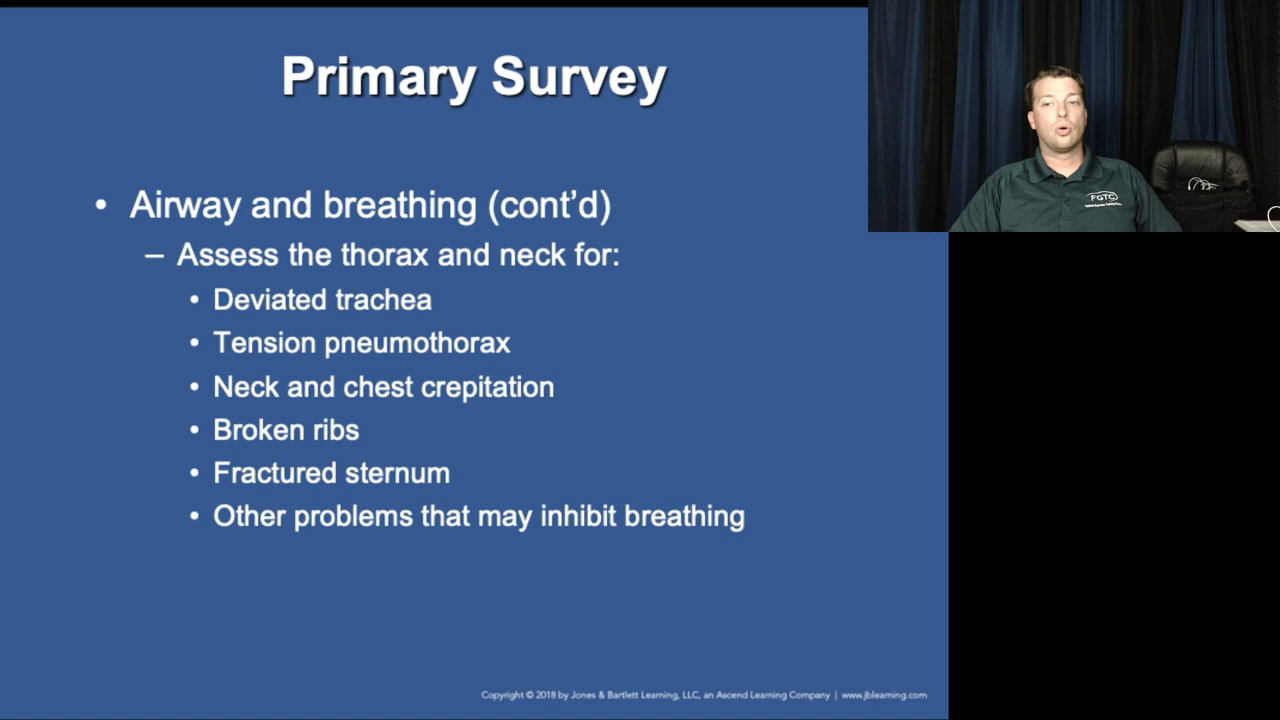 Primary Survey
• Airway and breathing (cont'd)
– Assess the thorax and neck for:
• Deviated trachea
• Tension pneumothorax
• Neck and chest crepitation
• Broken ribs
• Fractured sternum
• Other problems that may inhibit breathing
Copyright © 2018 by Jones & Bartlett Learning, LLC, an Ascend Learning Company | www.jblearning.com
FGTC